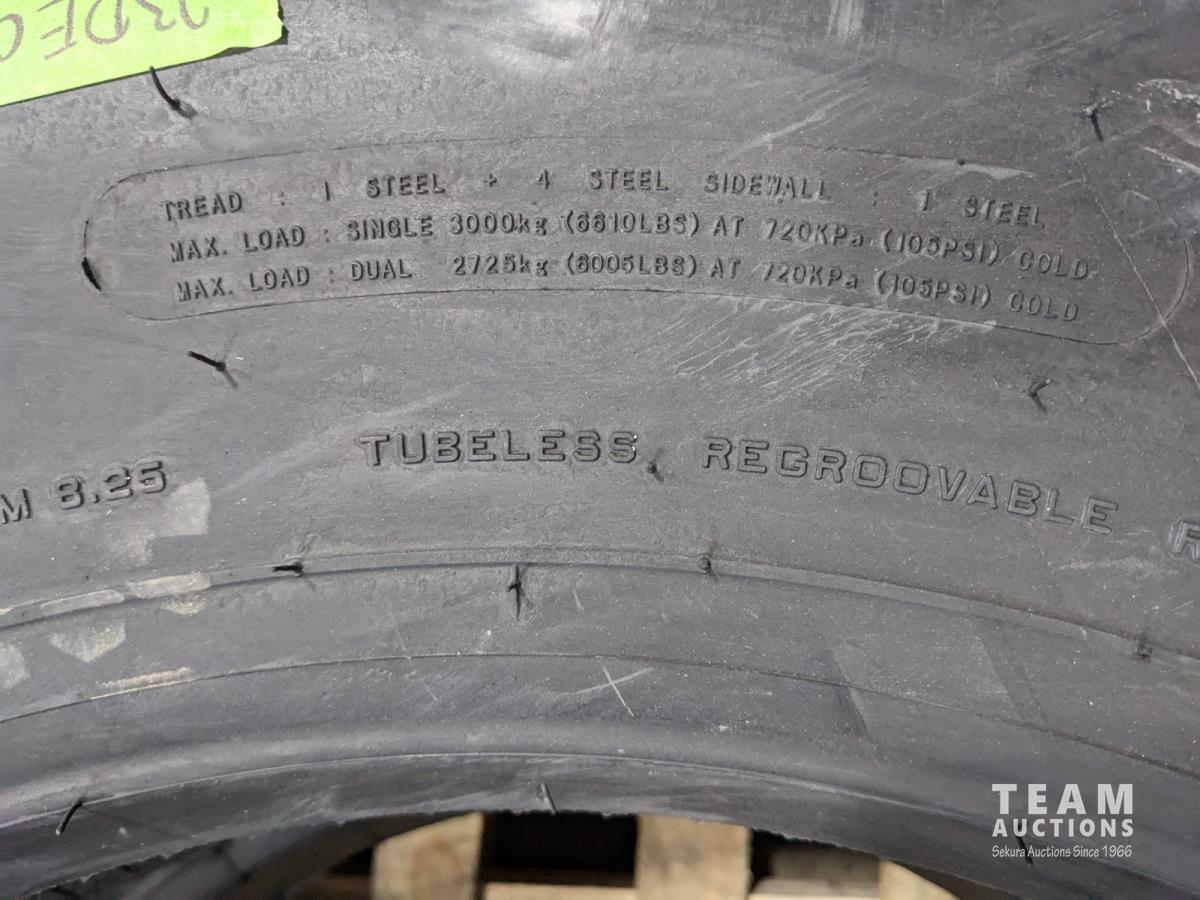 TREAD : 1 STEEL + 4 STEEL SIDEWALL : 1 STEEL
MAX. LOAD : SINGLE 3000kg (6610LBS) AT 720KPa (105PSI) COLD
MAX. LOAD : DUAL 2725kg (6005LBS) AT 720KPa (105PSI) COLD
M 8.25 TUBELESS REGROOVABLE R
TEAM
AUCTIONS
Sekura Auctions Since 1966